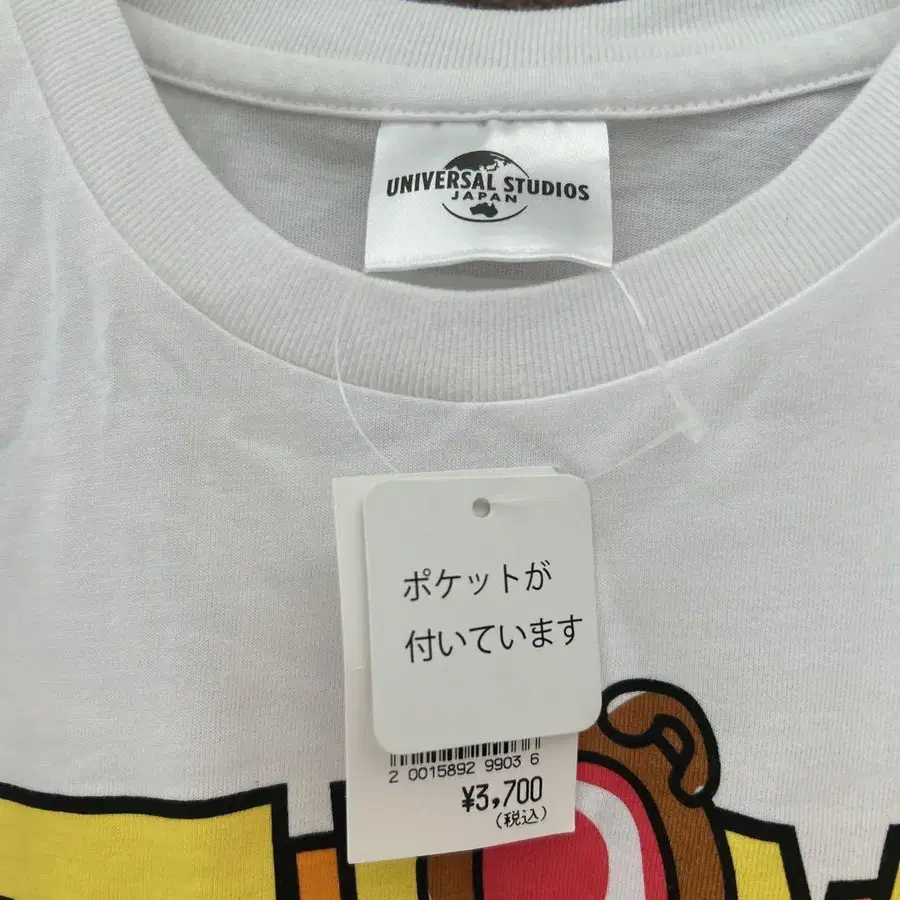 UNIVERSAL STUDIOS
JAPAN
ポケットが
付いています
2 0015892 9903 6
¥3,700
(税込)